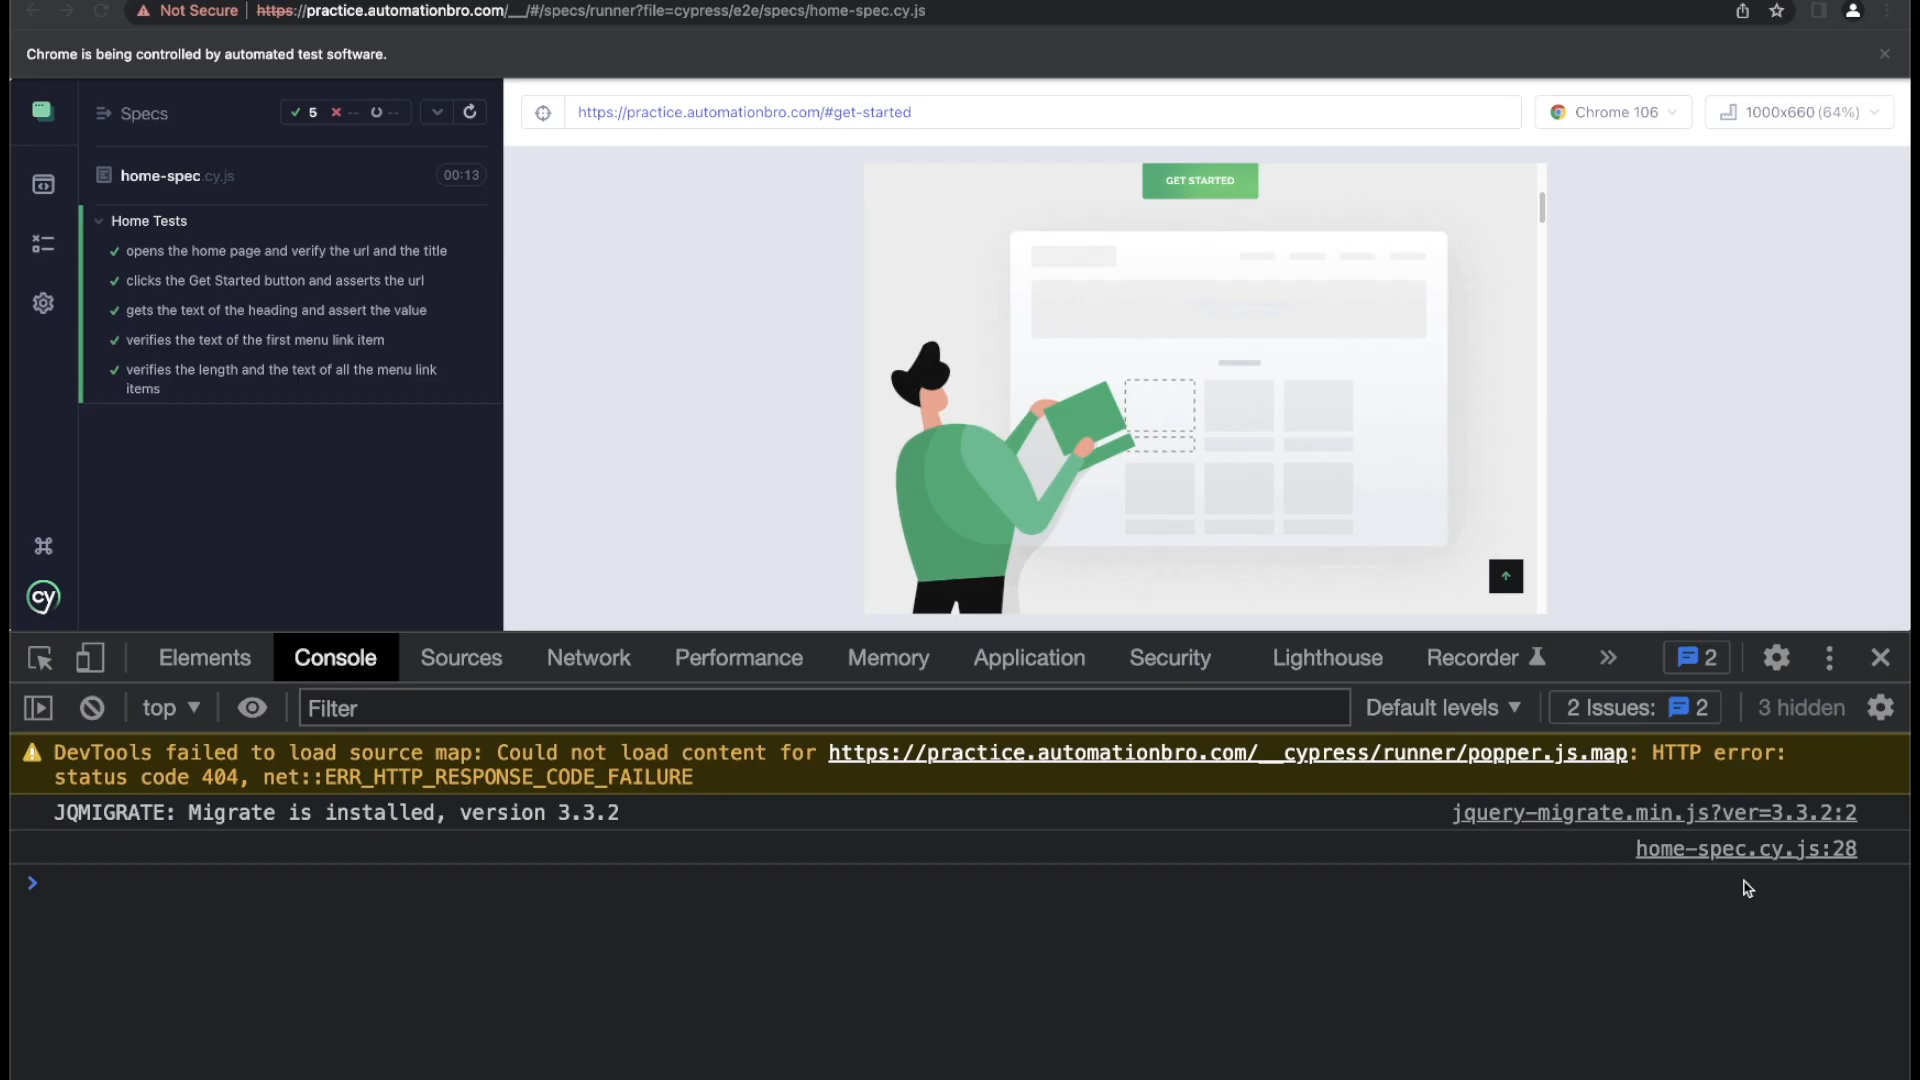 Not Secure
https://practice.automationbro.com/__/#/specs/runner?file=cypress/e2e/specs/home-spec.cy.js
Chrome is being controlled by automated test software.
Specs
5
--
--
https://practice.automationbro.com/#get-started
Chrome 106
1000x660 (64%)
home-spec.cy.js
00:13
Home Tests
opens the home page and verify the url and the title
clicks the Get Started button and asserts the url
gets the text of the heading and assert the value
verifies the text of the first menu link item
verifies the length and the text of all the menu link
items
GET STARTED
cy
Elements
Console
Sources
Network
Performance
Memory
Application
Security
Lighthouse
Recorder
2
top
Filter
Default levels
2 Issues:
2
3 hidden
DevTools failed to load source map: Could not load content for https://practice.automationbro.com/__cypress/runner/popper.js.map: HTTP error:
status code 404, net::ERR_HTTP_RESPONSE_CODE_FAILURE
JQMIGRATE: Migrate is installed, version 3.3.2
jquery-migrate.min.js?ver=3.3.2:2
home-spec.cy.js:28